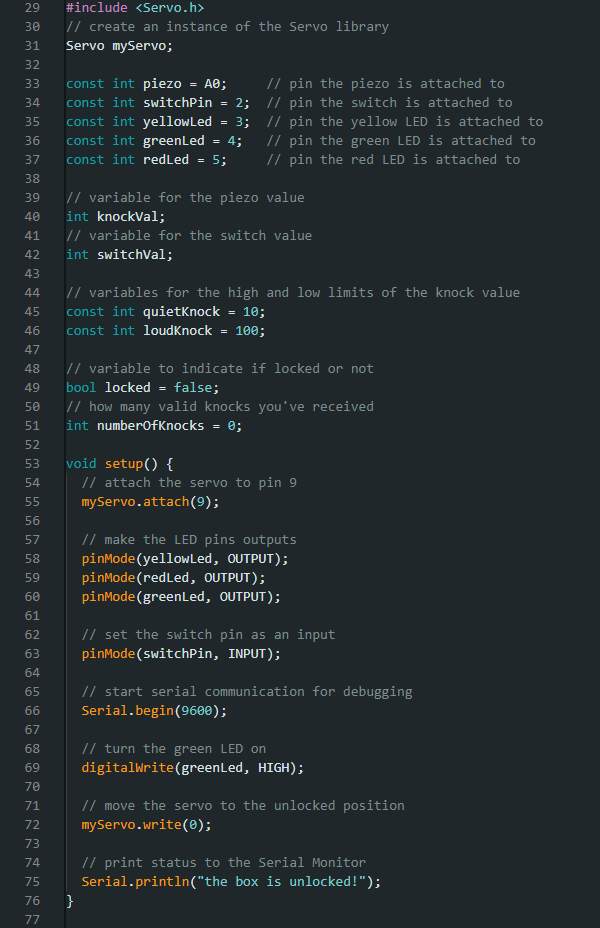 29 #include <Servo.h>
30 // create an instance of the Servo library
31 Servo myServo;
32
33 const int piezo = A0;     // pin the piezo is attached to
34 const int switchPin = 2;  // pin the switch is attached to
35 const int yellowLed = 3;  // pin the yellow LED is attached to
36 const int greenLed = 4;   // pin the green LED is attached to
37 const int redLed = 5;     // pin the red LED is attached to
38
39 // variable for the piezo value
40 int knockVal;
41 // variable for the switch value
42 int switchVal;
43
44 // variables for the high and low limits of the knock value
45 const int quietKnock = 10;
46 const int loudKnock = 100;
47
48 // variable to indicate if locked or not
49 bool locked = false;
50 // how many valid knocks you've received
51 int numberOfKnocks = 0;
52
53 void setup() {
54   // attach the servo to pin 9
55   myServo.attach(9);
56
57   // make the LED pins outputs
58   pinMode(yellowLed, OUTPUT);
59   pinMode(redLed, OUTPUT);
60   pinMode(greenLed, OUTPUT);
61
62   // set the switch pin as an input
63   pinMode(switchPin, INPUT);
64
65   // start serial communication for debugging
66   Serial.begin(9600);
67
68   // turn the green LED on
69   digitalWrite(greenLed, HIGH);
70
71   // move the servo to the unlocked position
72   myServo.write(0);
73
74   // print status to the Serial Monitor
75   Serial.println("the box is unlocked!");
76 }
77